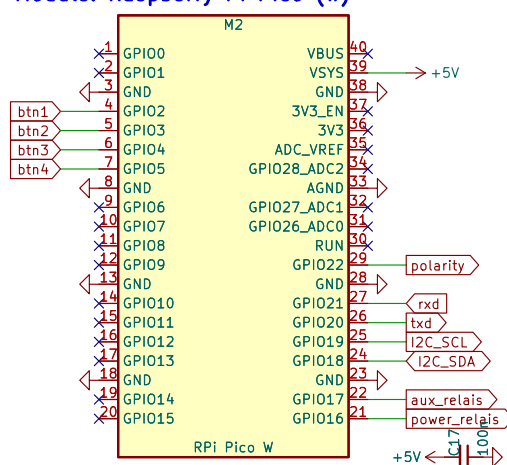 Module: Raspberry Pi Pico (W)
M2
1 GPIO0 VBUS 40
2 GPIO1 VSYS 39 +5V
3 GND GND 38
btn1 4 GPIO2 3V3_EN 37
btn2 5 GPIO3 3V3 36
btn3 6 GPIO4 ADC_VREF 35
btn4 7 GPIO5 GPIO28_ADC2 34
8 GND AGND 33
9 GPIO6 GPIO27_ADC1 32
10 GPIO7 GPIO26_ADC0 31
11 GPIO8 RUN 30
12 GPIO9 GPIO22 29 polarity
13 GND GND 28
14 GPIO10 GPIO21 27 rxd
15 GPIO11 GPIO20 26 txd
16 GPIO12 GPIO19 25 I2C_SCL
17 GPIO13 GPIO18 24 I2C_SDA
18 GND GND 23
19 GPIO14 GPIO17 22 aux_relais
20 GPIO15 GPIO16 21 power_relais
RPi Pico W
+5V C17 100n